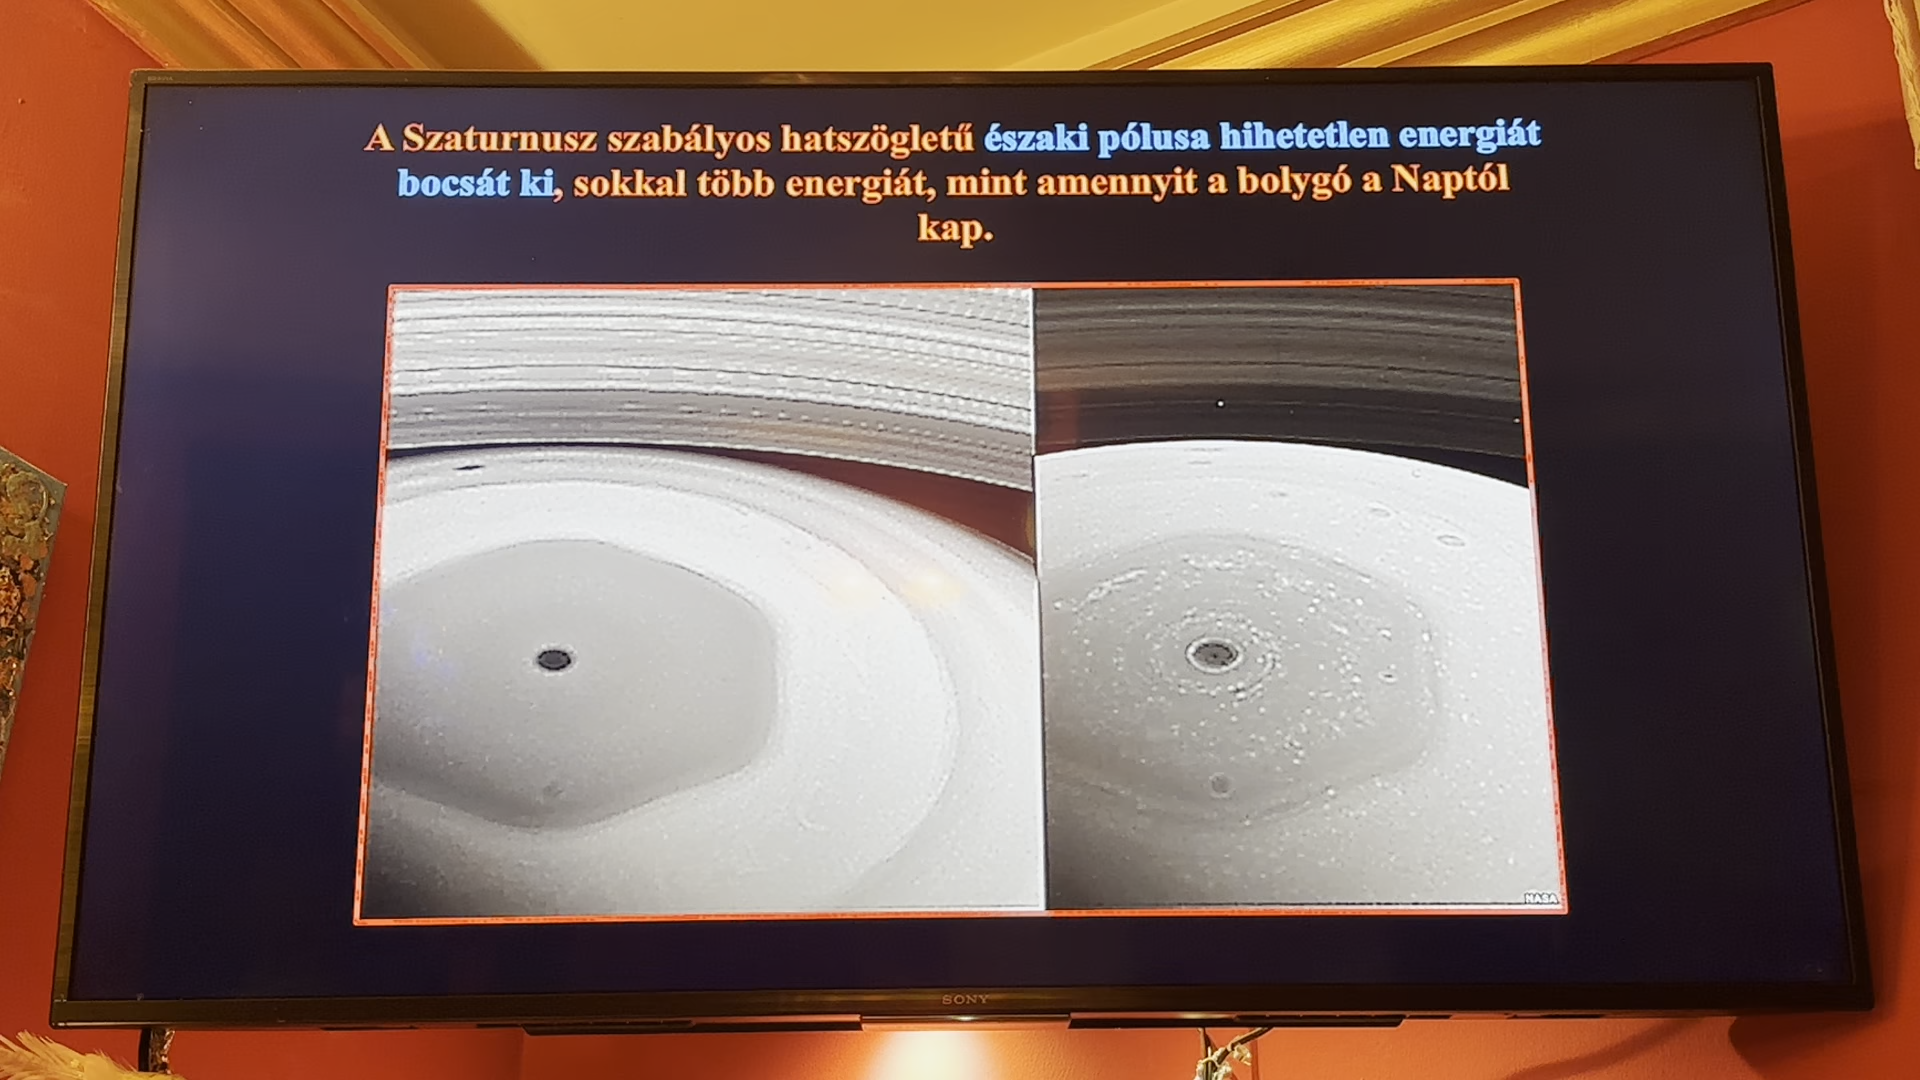 A Szaturnusz szabályos hatszögletű északi pólusa hihetetlen energiát
bocsát ki, sokkal több energiát, mint amennyit a bolygó a Naptól
kap.
NASA
SONY